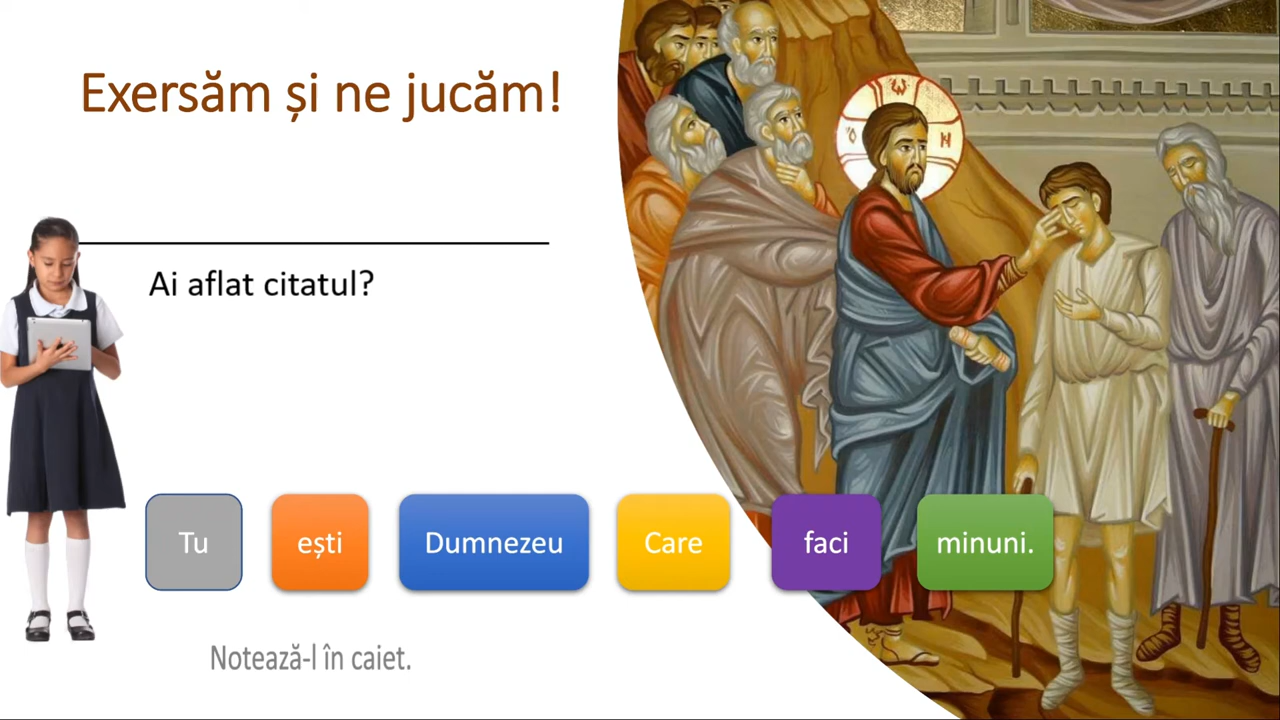 Exersăm și ne jucăm!
Ai aflat citatul?
Tu ești Dumnezeu Care faci minuni.
Notează-l în caiet.